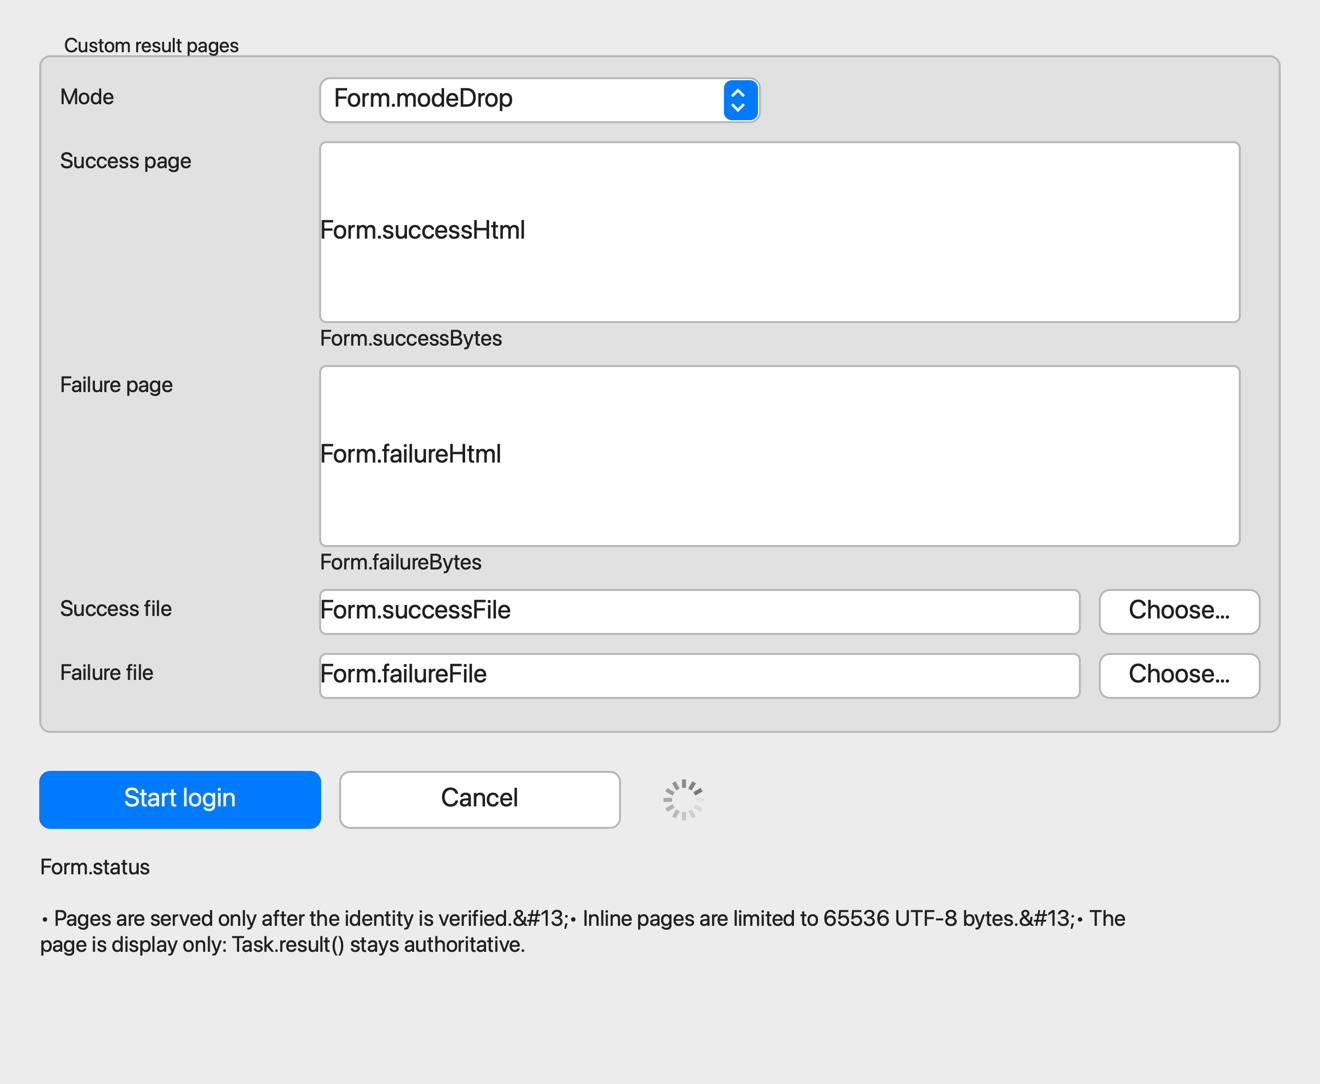 Custom result pages
Mode
Form.modeDrop
Success page
Form.successHtml
Form.successBytes
Failure page
Form.failureHtml
Form.failureBytes
Success file
Form.successFile
Choose...
Failure file
Form.failureFile
Choose...
Start login
Cancel
Form.status
• Pages are served only after the identity is verified.&#13;• Inline pages are limited to 65536 UTF-8 bytes.&#13;• The
page is display only: Task.result() stays authoritative.